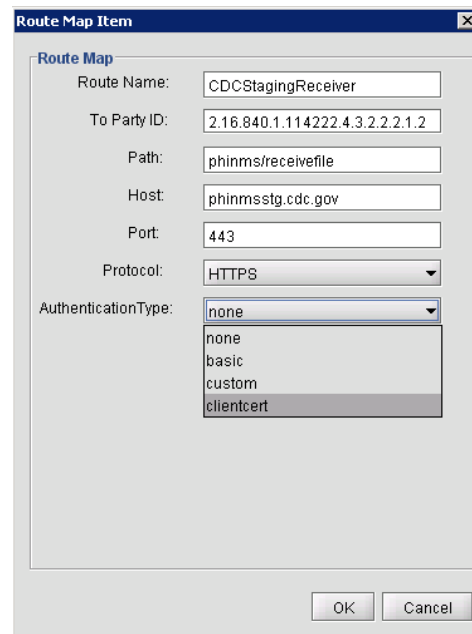 Route Map Item
Route Map
Route Name: CDCStagingReceiver
To Party ID: 2.16.840.1.114222.4.3.2.2.2.1.2
Path: phinms/receivefile
Host: phinmsstg.cdc.gov
Port: 443
Protocol: HTTPS
AuthenticationType: none
none
basic
custom
clientcert
OK Cancel